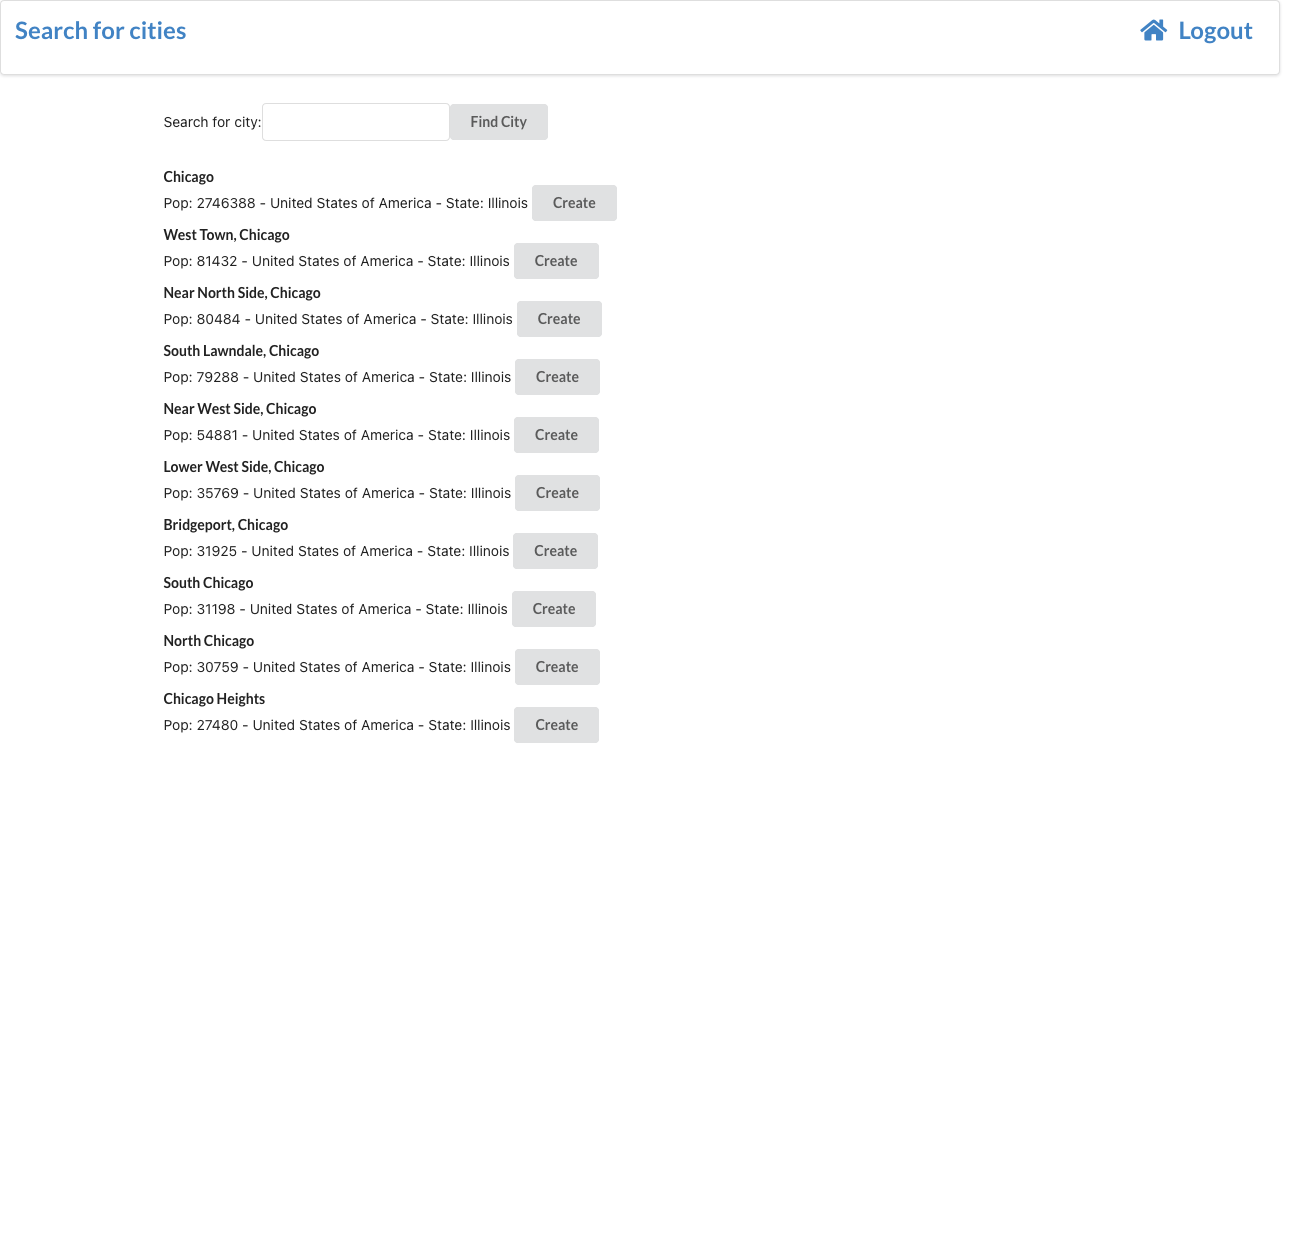 Search for cities
Logout
Search for city:
Find City
Chicago
Pop: 2746388 - United States of America - State: Illinois Create
West Town, Chicago
Pop: 81432 - United States of America - State: Illinois Create
Near North Side, Chicago
Pop: 80484 - United States of America - State: Illinois Create
South Lawndale, Chicago
Pop: 79288 - United States of America - State: Illinois Create
Near West Side, Chicago
Pop: 54881 - United States of America - State: Illinois Create
Lower West Side, Chicago
Pop: 35769 - United States of America - State: Illinois Create
Bridgeport, Chicago
Pop: 31925 - United States of America - State: Illinois Create
South Chicago
Pop: 31198 - United States of America - State: Illinois Create
North Chicago
Pop: 30759 - United States of America - State: Illinois Create
Chicago Heights
Pop: 27480 - United States of America - State: Illinois Create